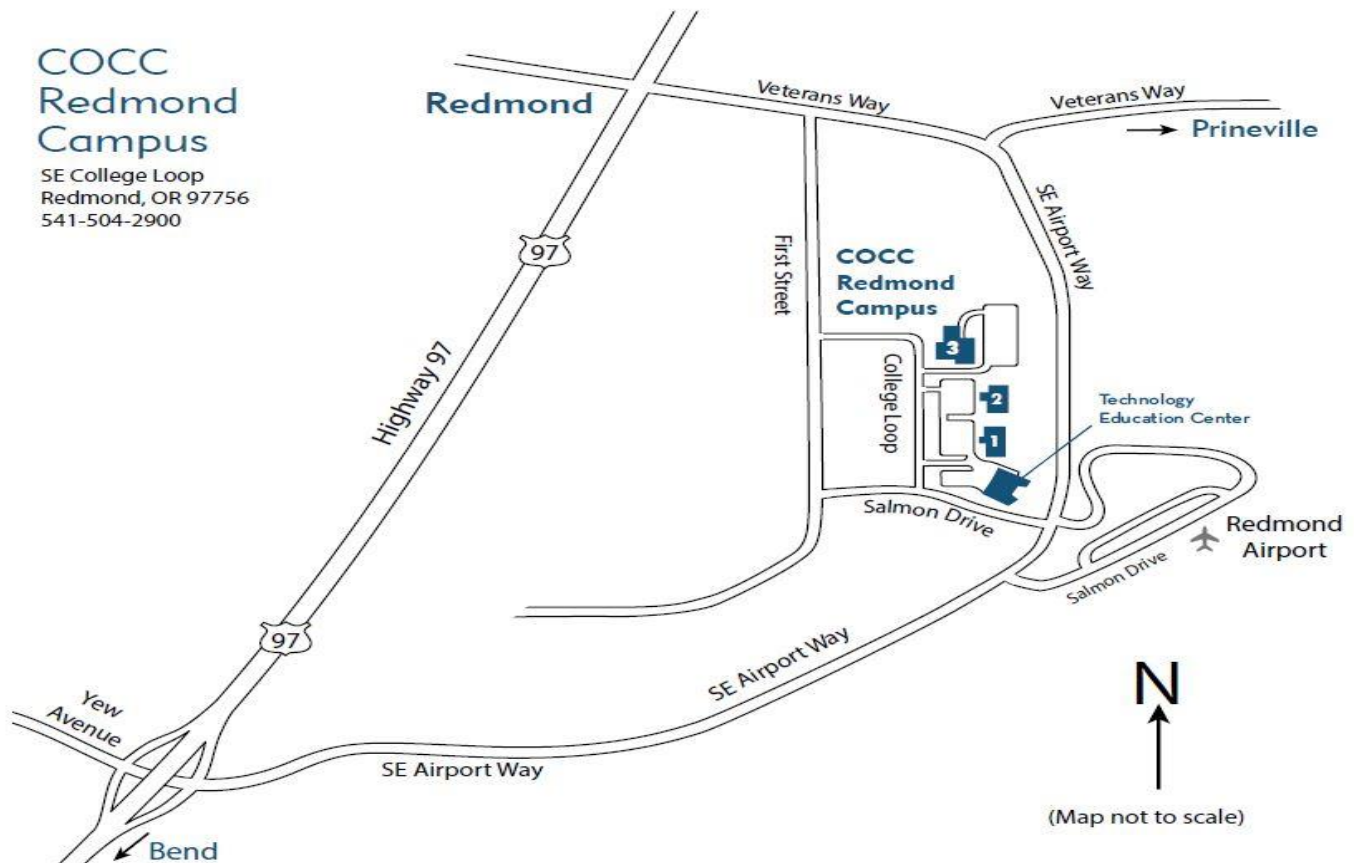 COCC
Redmond
Campus
SE College Loop
Redmond, OR 97756
541-504-2900
Redmond
Veterans Way
Veterans Way
Prineville
97
SE Airport Way
First Street
COCC
Redmond
Campus
3
Highway 97
College Loop
2
1
Technology
Education Center
Salmon Drive
Redmond
Airport
Salmon Drive
97
SE Airport Way
N
Yew
Avenue
SE Airport Way
(Map not to scale)
Bend